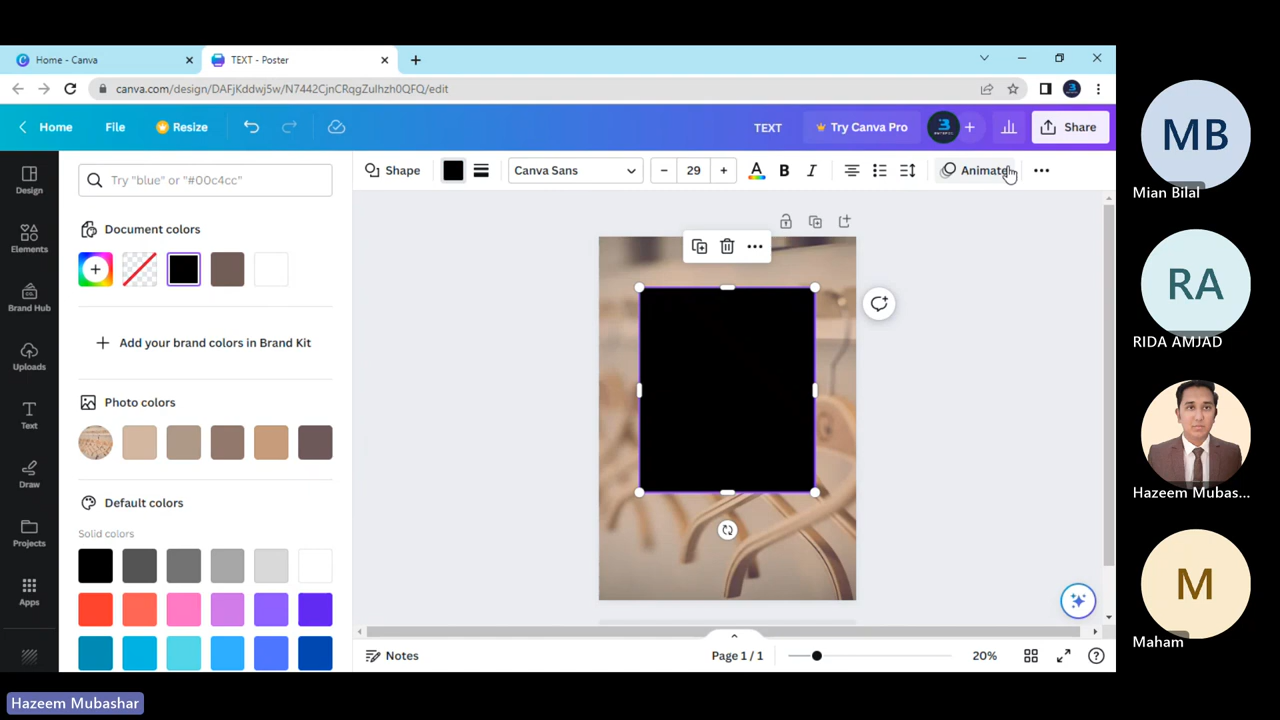 Home - Canva
TEXT - Poster
canva.com/design/DAFjKddwj5w/N7442CjnCRqgZuIhzh0QFQ/edit
Home
File
Resize
TEXT
Try Canva Pro
Share
Design
Elements
Brand Hub
Uploads
Text
Draw
Projects
Apps
Try "blue" or "#00c4cc"
Document colors
Add your brand colors in Brand Kit
Photo colors
Default colors
Solid colors
Shape
Canva Sans
29
A
B
I
Animate
Notes
Page 1 / 1
20%
MB
Mian Bilal
RA
RIDA AMJAD
Hazeem Mubas...
M
Maham
Hazeem Mubashar